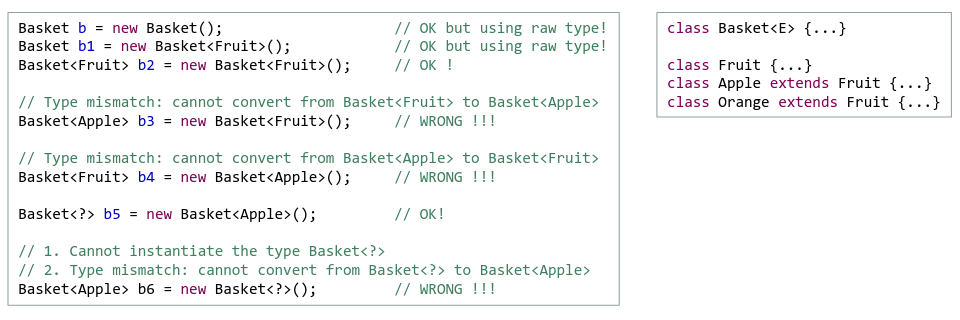 Basket b = new Basket();                    // OK but using raw type!
Basket b1 = new Basket<Fruit>();            // OK but using raw type!
Basket<Fruit> b2 = new Basket<Fruit>();     // OK !
// Type mismatch: cannot convert from Basket<Fruit> to Basket<Apple>
Basket<Apple> b3 = new Basket<Fruit>();     // WRONG !!!
// Type mismatch: cannot convert from Basket<Apple> to Basket<Fruit>
Basket<Fruit> b4 = new Basket<Apple>();     // WRONG !!!
Basket<?> b5 = new Basket<Apple>();         // OK!
// 1. Cannot instantiate the type Basket<?>
// 2. Type mismatch: cannot convert from Basket<?> to Basket<Apple>
Basket<Apple> b6 = new Basket<?>();         // WRONG !!!
class Basket<E> {...}
class Fruit {...}
class Apple extends Fruit {...}
class Orange extends Fruit {...}